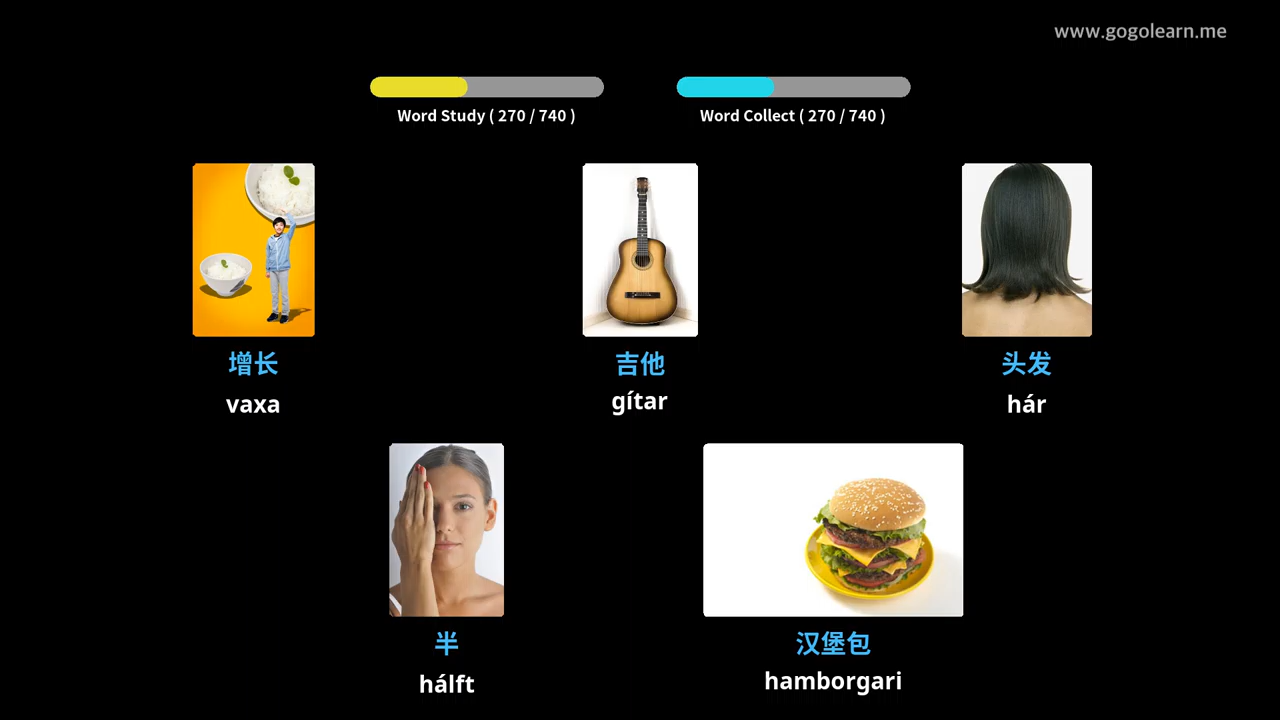 www.gogolearn.me
Word Study ( 270 / 740 )
Word Collect ( 270 / 740 )
增长
vaxa
吉他
gítar
头发
hár
半
hálft
汉堡包
hamborgari